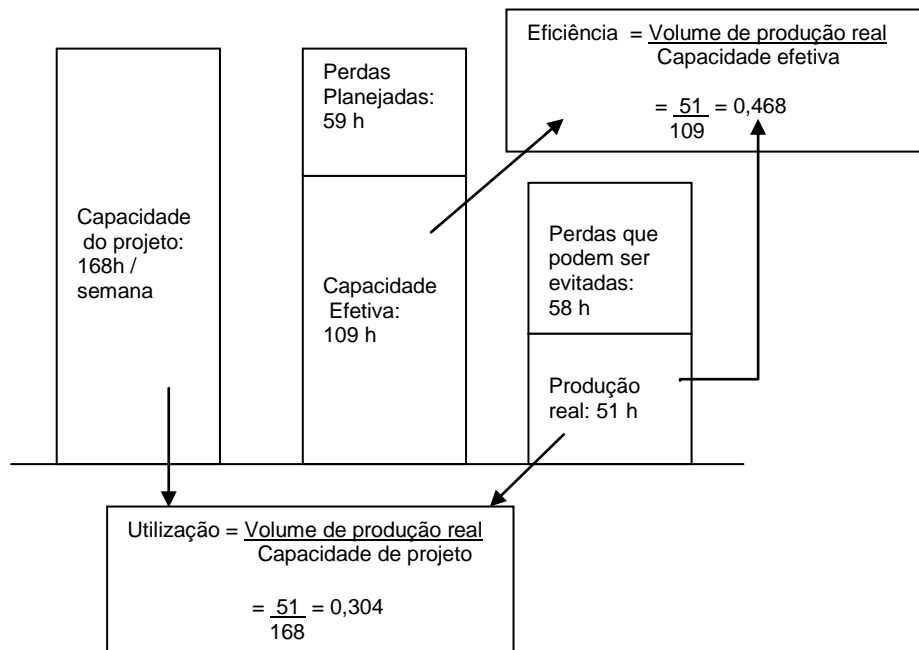 Eficiência = Volume de produção real
Capacidade efetiva
= 51 = 0,468
109
Perdas
Planejadas:
59 h
Capacidade
do projeto:
168h /
semana
Capacidade
Efetiva:
109 h
Perdas que
podem ser
evitadas:
58 h
Produção
real: 51 h
Utilização = Volume de produção real
Capacidade de projeto
= 51 = 0,304
168